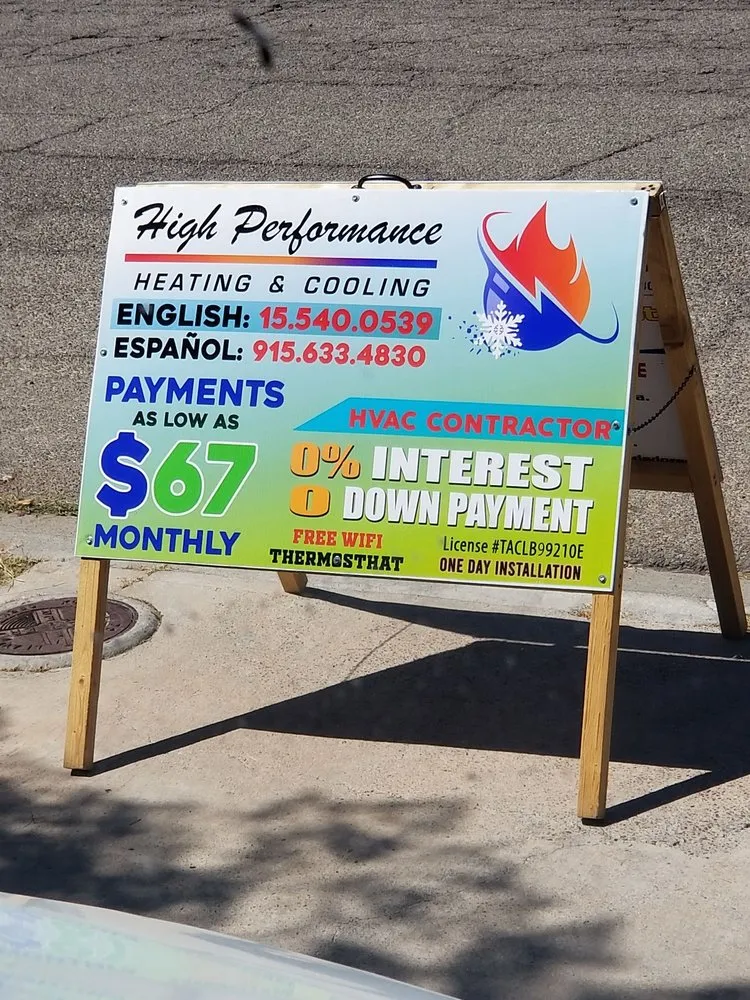 High Performance
HEATING & COOLING
ENGLISH: 15.540.0539
ESPAÑOL: 915.633.4830
PAYMENTS
AS LOW AS
$67
MONTHLY
HVAC CONTRACTOR
0% INTEREST
0 DOWN PAYMENT
FREE WIFI
THERMOSTHAT
License #TACLB99210E
ONE DAY INSTALLATION